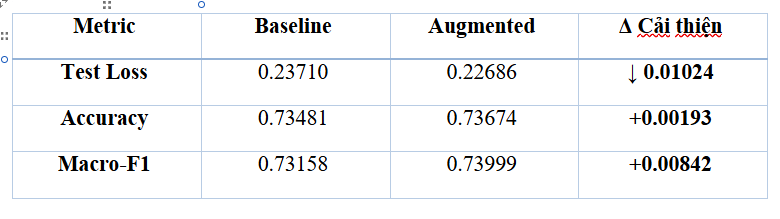 Metric Baseline Augmented Δ Cải thiện
Test Loss 0.23710 0.22686 ↓ 0.01024
Accuracy 0.73481 0.73674 +0.00193
Macro-F1 0.73158 0.73999 +0.00842